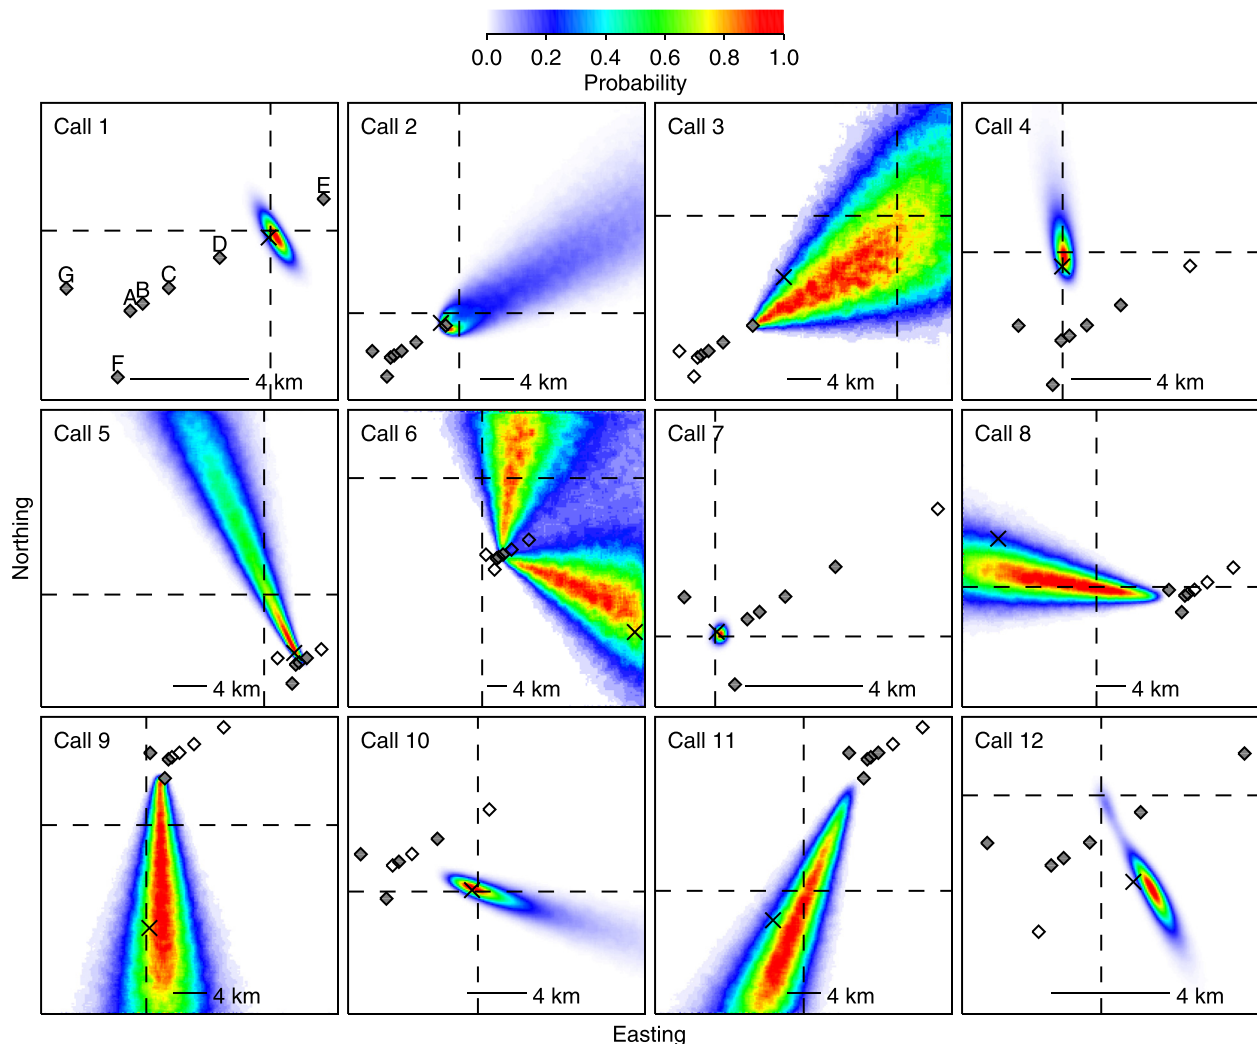 0.0 0.2 0.4 0.6 0.8 1.0
Probability
Call 1
E
D
G
A
B
C
F
4 km
Call 2
4 km
Call 3
4 km
Call 4
4 km
Call 5
4 km
Call 6
4 km
Call 7
4 km
Call 8
4 km
Call 9
4 km
Call 10
4 km
Call 11
4 km
Call 12
4 km
Northing
Easting